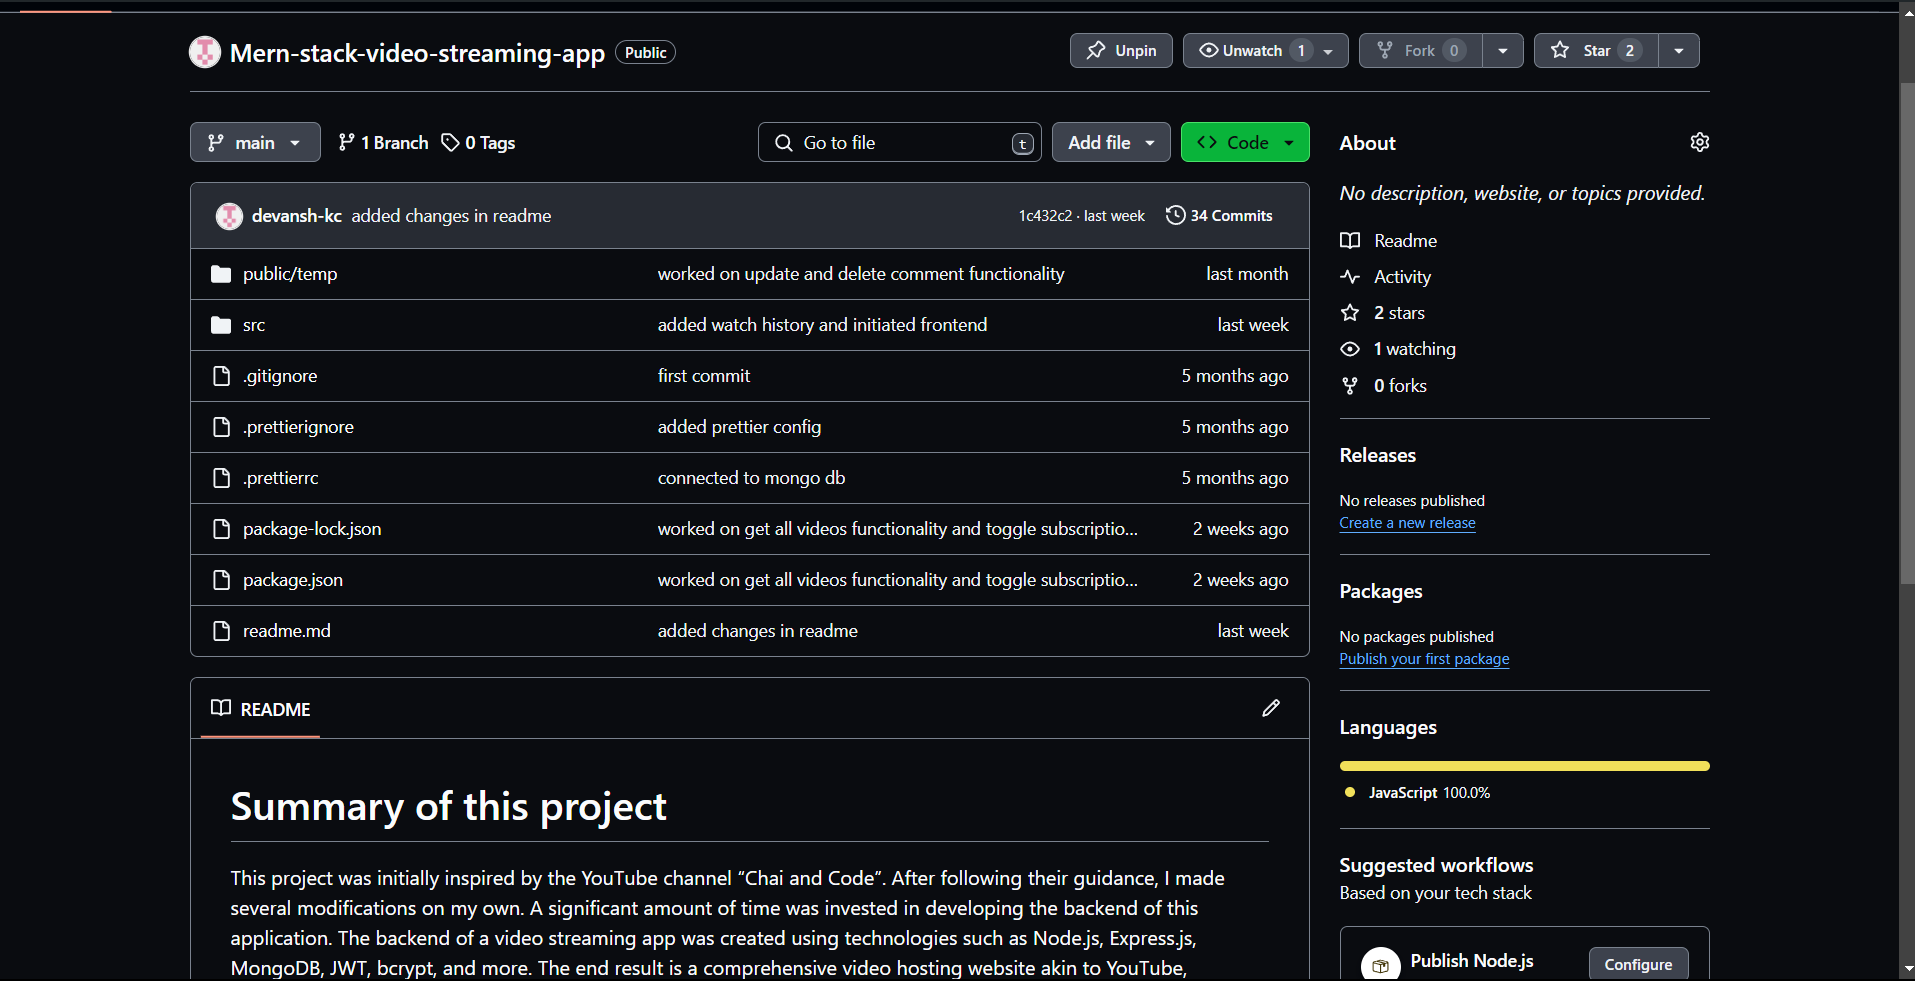 Mern-stack-video-streaming-app Public
Unpin
Unwatch 1
Fork 0
Star 2
main
1 Branch
0 Tags
Go to file t
Add file
Code
devansh-kc added changes in readme 1c432c2 · last week 34 Commits
public/temp worked on update and delete comment functionality last month
src added watch history and initiated frontend last week
.gitignore first commit 5 months ago
.prettierignore added prettier config 5 months ago
.prettierrc connected to mongo db 5 months ago
package-lock.json worked on get all videos functionality and toggle subscriptio... 2 weeks ago
package.json worked on get all videos functionality and toggle subscriptio... 2 weeks ago
readme.md added changes in readme last week
README
Summary of this project
This project was initially inspired by the YouTube channel “Chai and Code”. After following their guidance, I made
several modifications on my own. A significant amount of time was invested in developing the backend of this
application. The backend of a video streaming app was created using technologies such as Node.js, Express.js,
MongoDB, JWT, bcrypt, and more. The end result is a comprehensive video hosting website akin to YouTube,
About
No description, website, or topics provided.
Readme
Activity
2 stars
1 watching
0 forks
Releases
No releases published
Create a new release
Packages
No packages published
Publish your first package
Languages
JavaScript 100.0%
Suggested workflows
Based on your tech stack
Publish Node.js
Configure